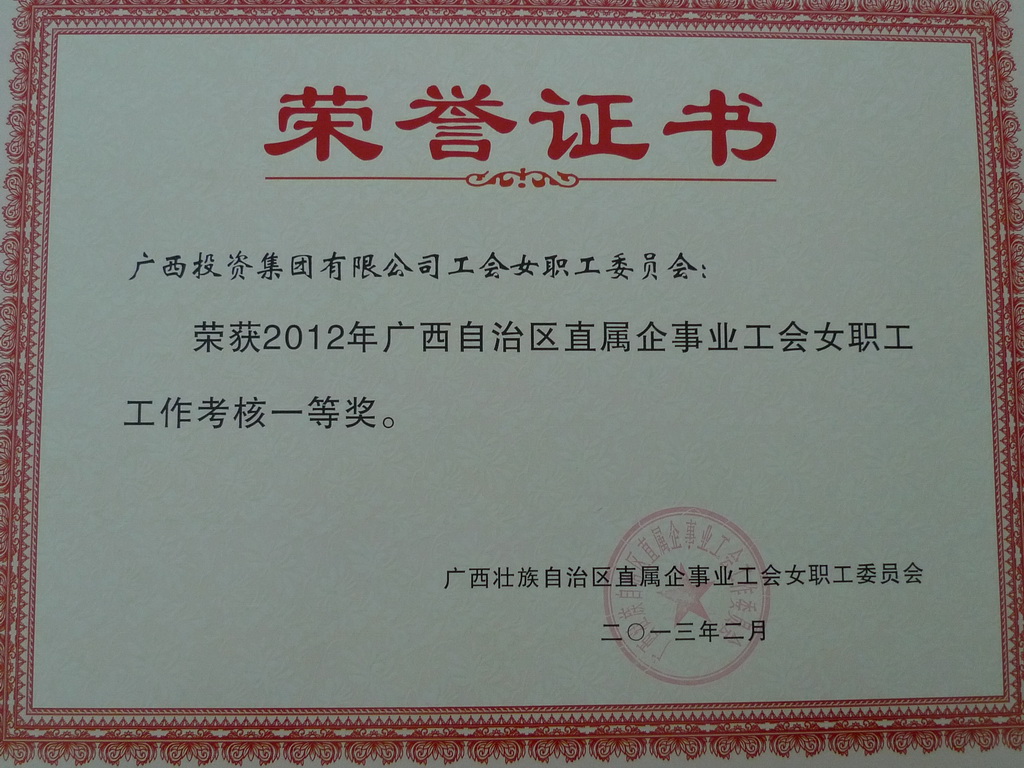 荣誉证书
广西投资集团有限公司工会女职工委员会：
荣获2012年广西自治区直属企事业工会女职工
工作考核一等奖。
广西壮族自治区直属企事业工会女职工委员会
二〇一三年二月